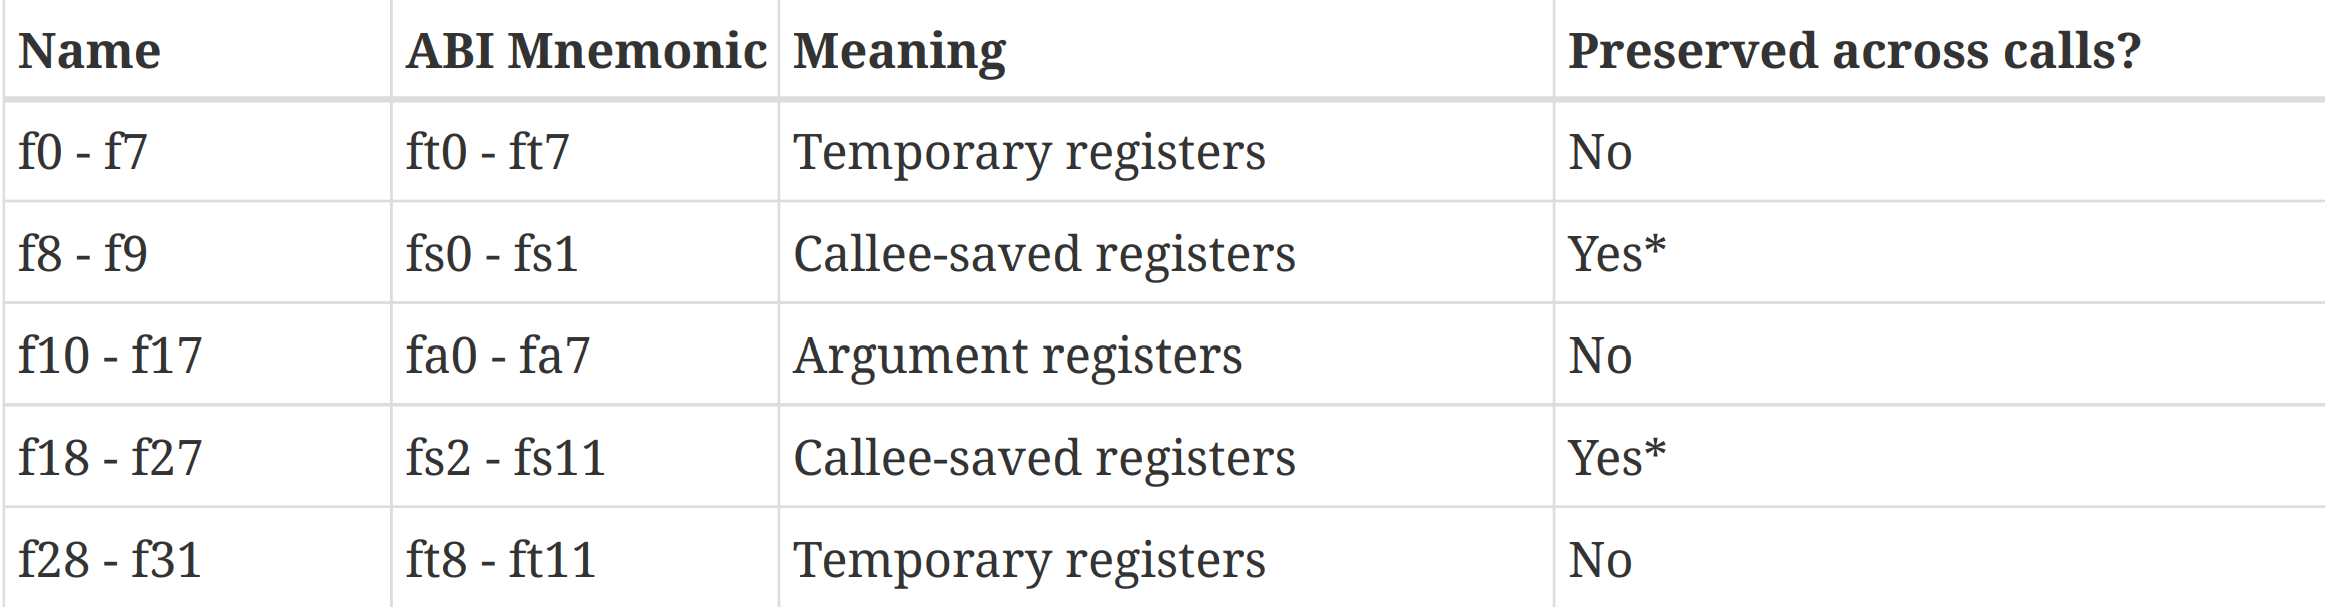 Name ABI Mnemonic Meaning Preserved across calls?
f0 - f7 ft0 - ft7 Temporary registers No
f8 - f9 fs0 - fs1 Callee-saved registers Yes*
f10 - f17 fa0 - fa7 Argument registers No
f18 - f27 fs2 - fs11 Callee-saved registers Yes*
f28 - f31 ft8 - ft11 Temporary registers No